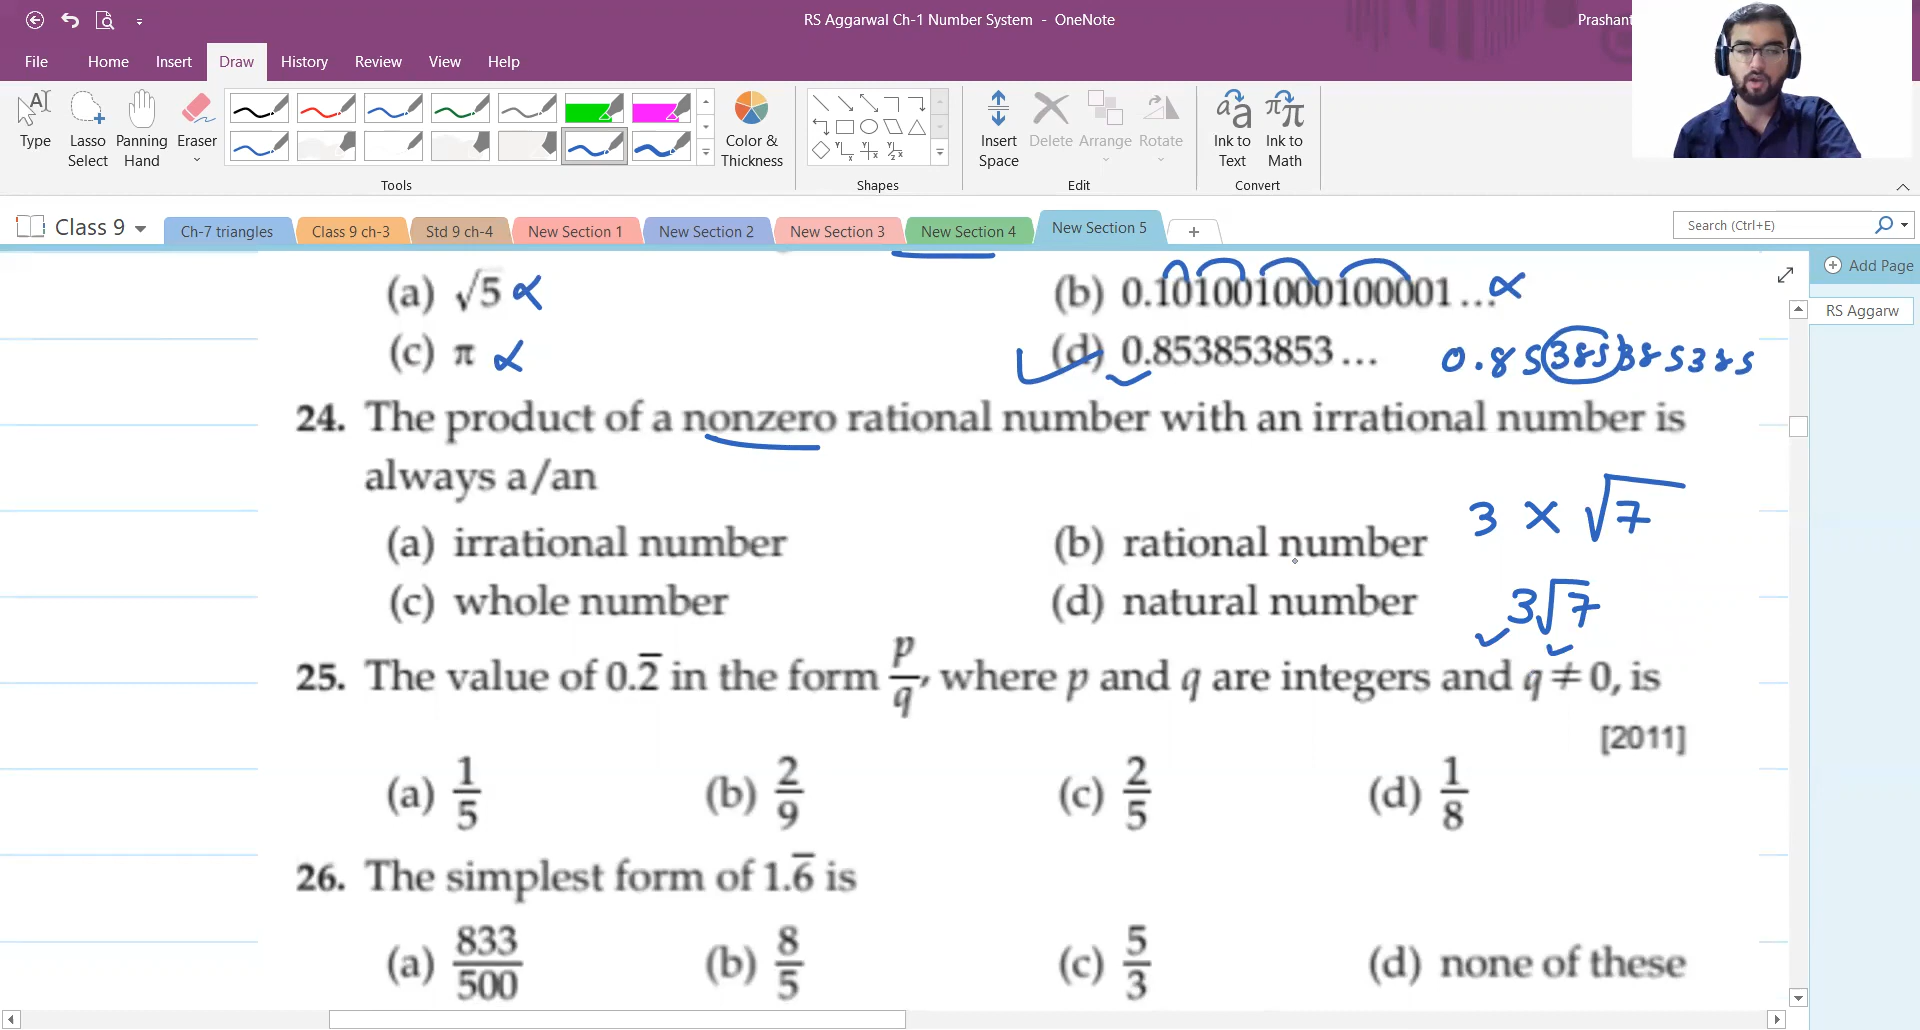 RS Aggarwal Ch-1 Number System - OneNote
Prashant
File Home Insert Draw History Review View Help
Type Lasso Select Panning Hand Eraser Color & Thickness Insert Space Delete Arrange Rotate Ink to Text Ink to Math
Tools Shapes Edit Convert
Class 9 Ch-7 triangles Class 9 ch-3 Std 9 ch-4 New Section 1 New Section 2 New Section 3 New Section 4 New Section 5 + Search (Ctrl+E)
Add Page
RS Aggarw
(a) √5 α (b) 0.101001000100001... α
(c) π α (d) 0.853853853... 0.85385385385
24. The product of a nonzero rational number with an irrational number is
always a/an
3 × √7
(a) irrational number (b) rational number
(c) whole number (d) natural number
3√7
25. The value of 0.2̅ in the form p/q, where p and q are integers and q ≠ 0, is
[2011]
(a) 1/5 (b) 2/9 (c) 2/5 (d) 1/8
26. The simplest form of 1.6̅ is
(a) 833/500 (b) 8/5 (c) 5/3 (d) none of these